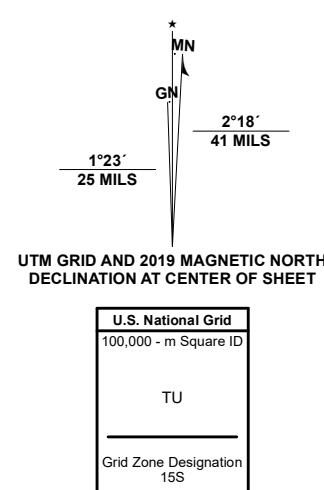 ★
MN
GN
2°18´
41 MILS
1°23´
25 MILS
UTM GRID AND 2019 MAGNETIC NORTH
DECLINATION AT CENTER OF SHEET
U.S. National Grid
100,000 - m Square ID
TU
Grid Zone Designation
15S